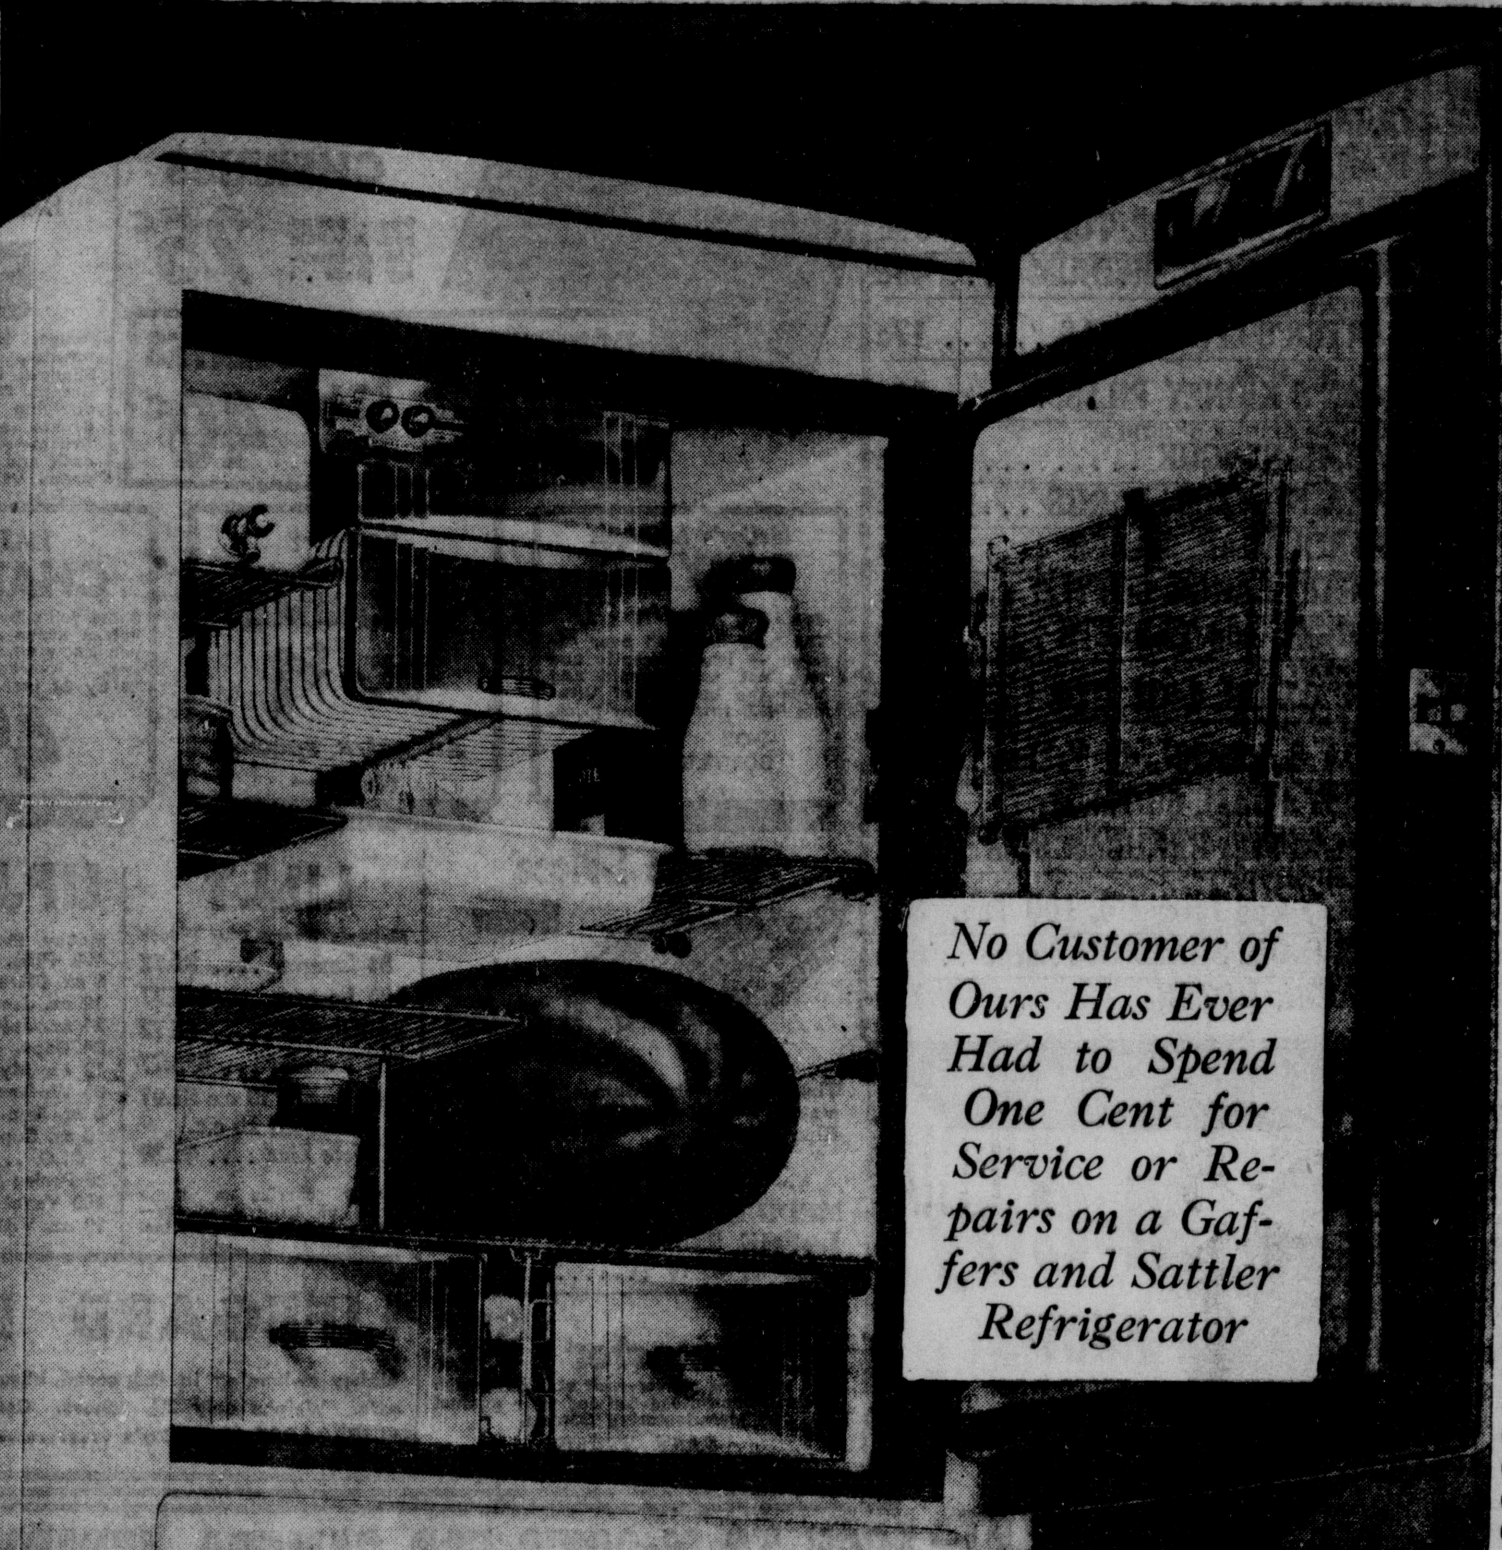 No Customer of
Ours Has Ever
Had to Spend
One Cent for
Service or Re-
pairs on a Gaf-
fers and Sattler
Refrigerator